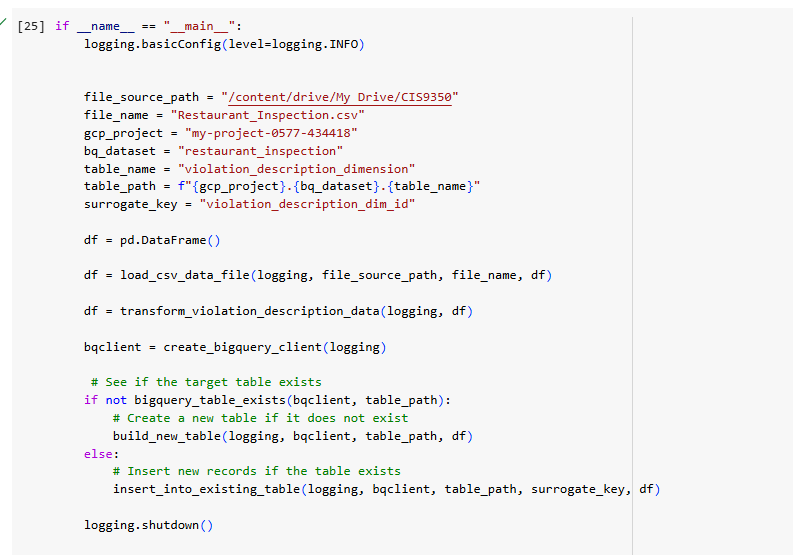 [25] if __name__ == "__main__":
logging.basicConfig(level=logging.INFO)
file_source_path = "/content/drive/My Drive/CIS9350"
file_name = "Restaurant_Inspection.csv"
gcp_project = "my-project-0577-434418"
bq_dataset = "restaurant_inspection"
table_name = "violation_description_dimension"
table_path = f"{gcp_project}.{bq_dataset}.{table_name}"
surrogate_key = "violation_description_dim_id"
df = pd.DataFrame()
df = load_csv_data_file(logging, file_source_path, file_name, df)
df = transform_violation_description_data(logging, df)
bqclient = create_bigquery_client(logging)
# See if the target table exists
if not bigquery_table_exists(bqclient, table_path):
# Create a new table if it does not exist
build_new_table(logging, bqclient, table_path, df)
else:
# Insert new records if the table exists
insert_into_existing_table(logging, bqclient, table_path, surrogate_key, df)
logging.shutdown()